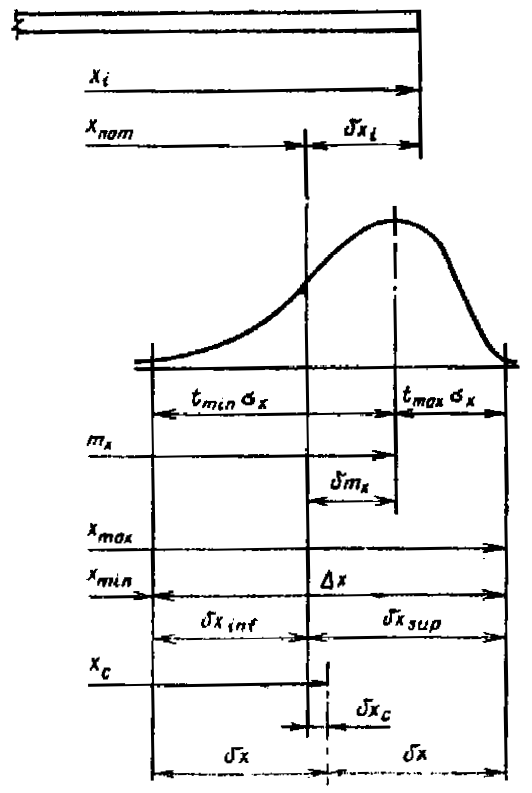 x_i
x_nom δx_i
t_min σ_x t_max σ_x
m_x
δm_x
x_max
x_min Δx
δx_inf δx_sup
x_c
δx_c
δx δx